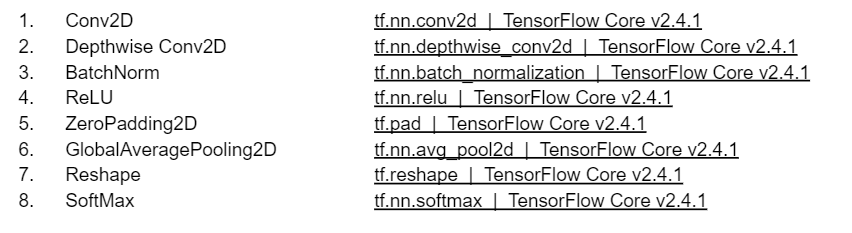 1. Conv2D tf.nn.conv2d | TensorFlow Core v2.4.1
2. Depthwise Conv2D tf.nn.depthwise_conv2d | TensorFlow Core v2.4.1
3. BatchNorm tf.nn.batch_normalization | TensorFlow Core v2.4.1
4. ReLU tf.nn.relu | TensorFlow Core v2.4.1
5. ZeroPadding2D tf.pad | TensorFlow Core v2.4.1
6. GlobalAveragePooling2D tf.nn.avg_pool2d | TensorFlow Core v2.4.1
7. Reshape tf.reshape | TensorFlow Core v2.4.1
8. SoftMax tf.nn.softmax | TensorFlow Core v2.4.1